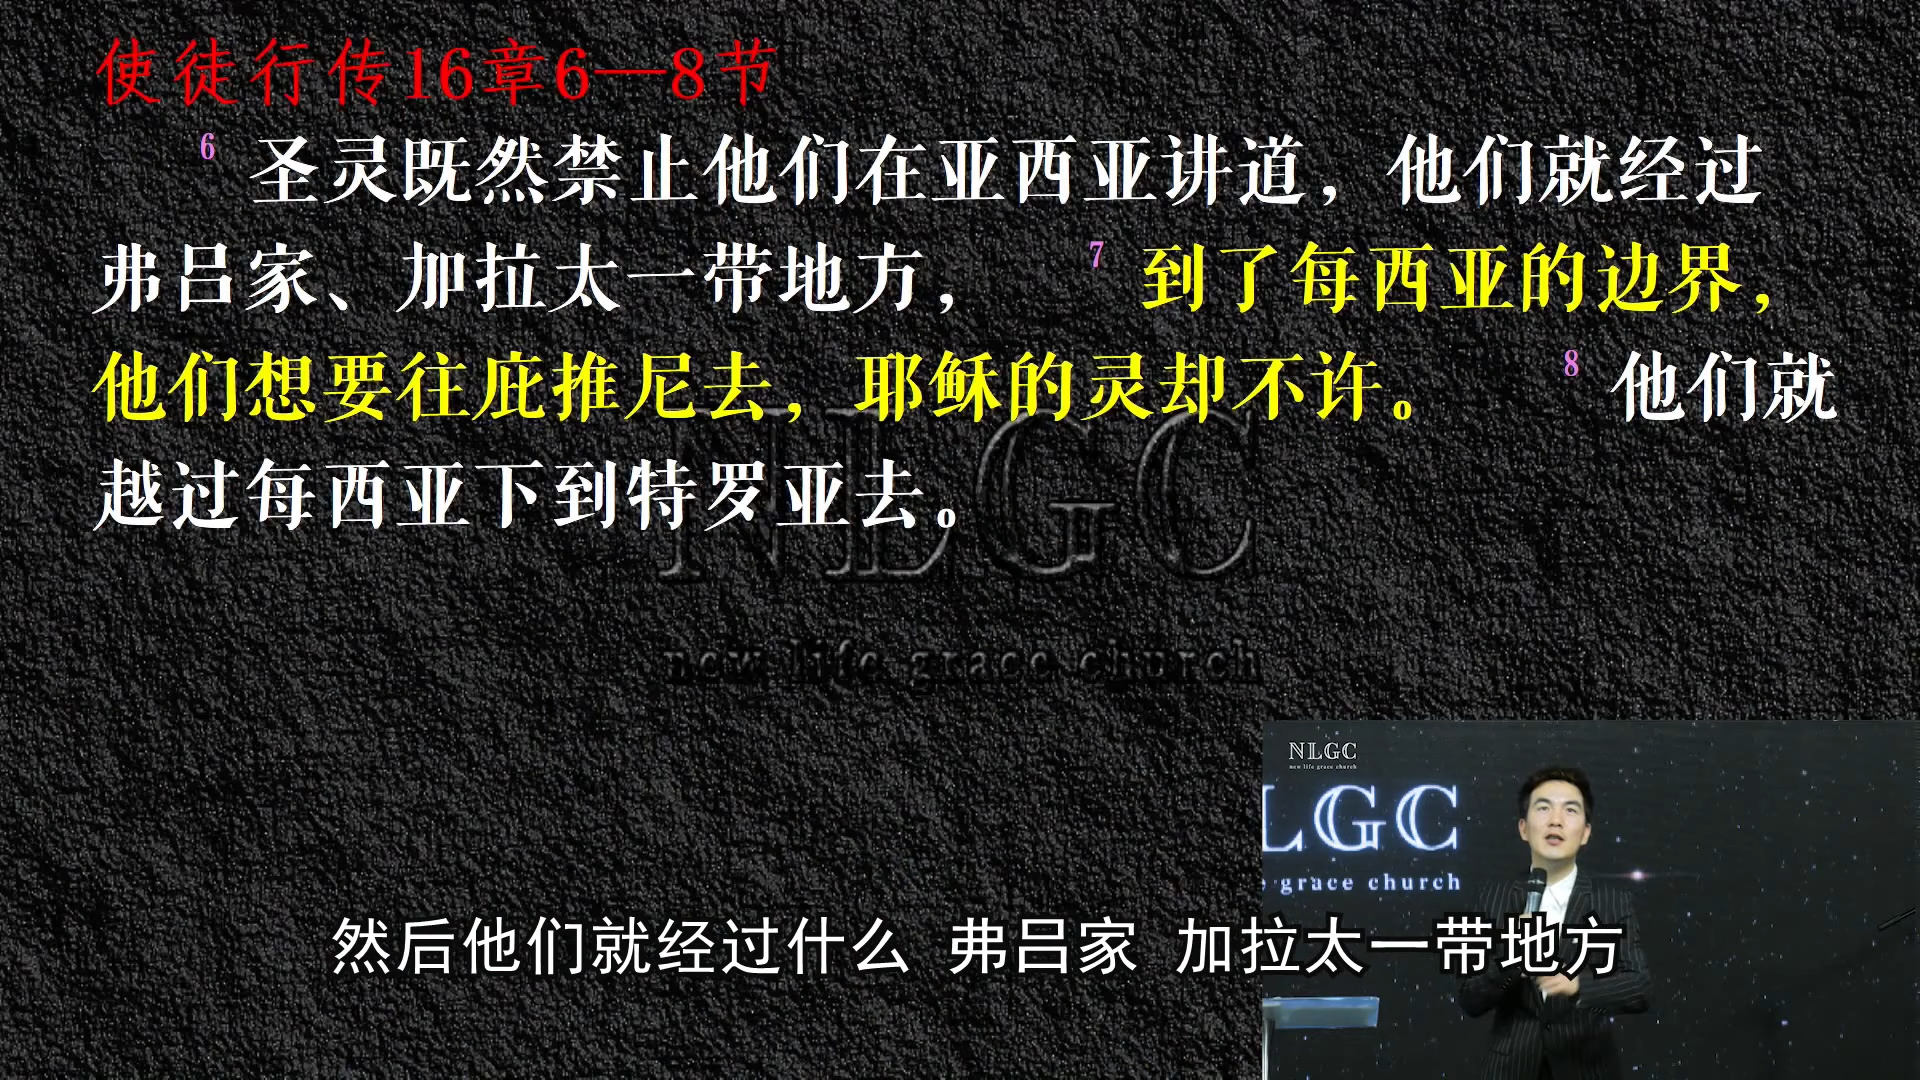 使徒行传16章6—8节
6 圣灵既然禁止他们在亚西亚讲道，他们就经过
弗吕家、加拉太一带地方， 7 到了每西亚的边界，
他们想要往庇推尼去，耶稣的灵却不许。 8 他们就
越过每西亚下到特罗亚去。
NLGC
new life grace church
NLGC
new life grace church
LGC
grace church
然后他们就经过什么 弗吕家 加拉太一带地方